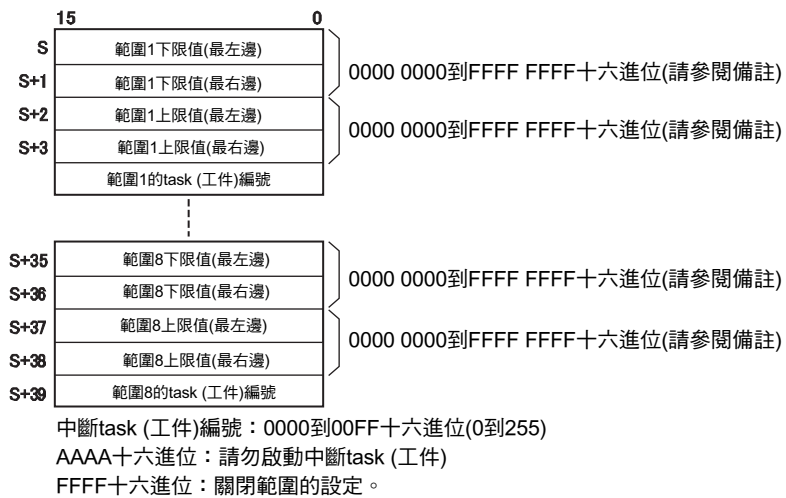 15 0
S 範圍1下限值(最左邊)
S+1 範圍1下限值(最右邊)
0000 0000到FFFF FFFF十六進位(請參閱備註)
S+2 範圍1上限值(最左邊)
S+3 範圍1上限值(最右邊)
0000 0000到FFFF FFFF十六進位(請參閱備註)
範圍1的task (工件)編號
S+35 範圍8下限值(最左邊)
S+36 範圍8下限值(最右邊)
0000 0000到FFFF FFFF十六進位(請參閱備註)
S+37 範圍8上限值(最左邊)
S+38 範圍8上限值(最右邊)
0000 0000到FFFF FFFF十六進位(請參閱備註)
S+39 範圍8的task (工件)編號
中斷task (工件)編號：0000到00FF十六進位(0到255)
AAAA十六進位：請勿啟動中斷task (工件)
FFFF十六進位：關閉範圍的設定。